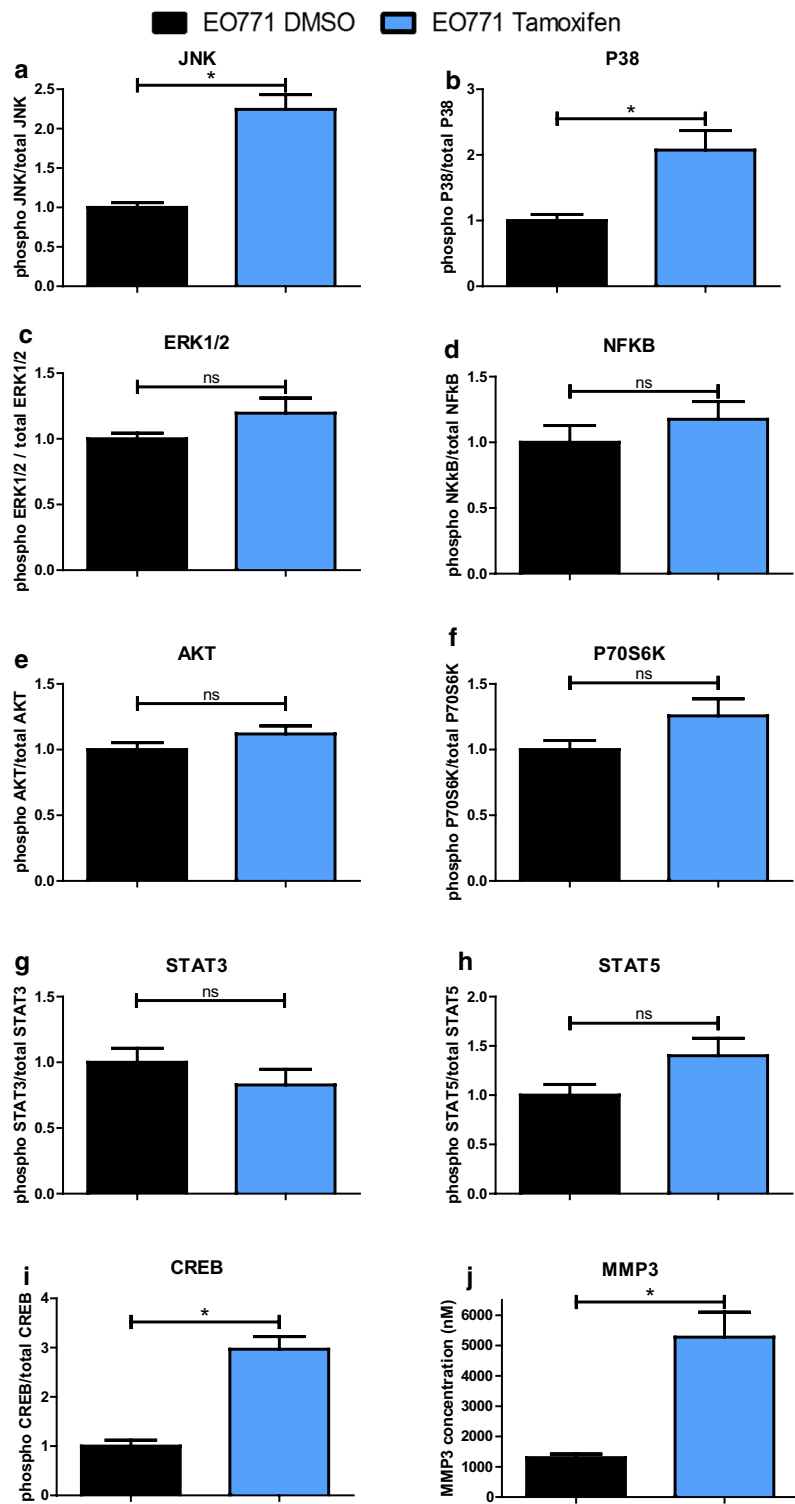 EO771 DMSO EO771 Tamoxifen
a
JNK
*
phospho JNK/total JNK
2.5
2.0
1.5
1.0
0.5
0.0
b
P38
*
phospho P38/total P38
3
2
1
0
c
ERK1/2
ns
phospho ERK1/2 / total ERK1/2
1.5
1.0
0.5
0.0
d
NFKB
ns
phospho NKkB/total NFkB
1.5
1.0
0.5
0.0
e
AKT
ns
phospho AKT/total AKT
1.5
1.0
0.5
0.0
f
P70S6K
ns
phospho P70S6K/total P70S6K
1.5
1.0
0.5
0.0
g
STAT3
ns
phospho STAT3/total STAT3
1.5
1.0
0.5
0.0
h
STAT5
ns
phospho STAT5/total STAT5
2.0
1.5
1.0
0.5
0.0
i
CREB
*
phospho CREB/total CREB
4
3
2
1
0
j
MMP3
*
MMP3 concentration (nM)
6000
5000
4000
3000
2000
1000
0